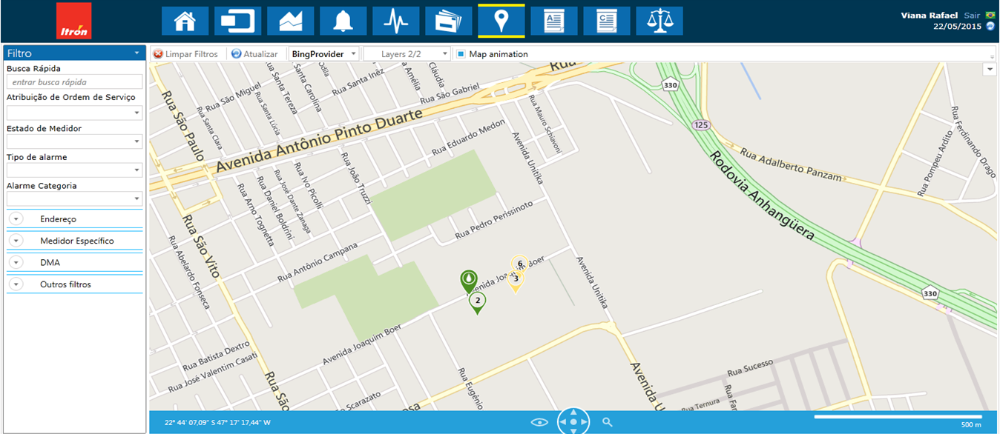 Itrón
Viana Rafael Sair
22/05/2015
Filtro
Limpar Filtros
Atualizar
BingProvider
Layers 2/2
Map animation
Busca Rápida
entrar busca rápida
Atribuição de Ordem de Serviço
Estado de Medidor
Tipo de alarme
Alarme Categoria
Endereço
Medidor Específico
DMA
Outros filtros
Rua
Rua São Miguel
Rua Santa Tereza
Santa Carolina
Odila
Rua Santa Inêz
Amélia
Cláudia
Rua São Gabriel
Rua São Paulo
Rua Santa Clara
Rua Santa Lúcia
Avenida Antônio Pinto Duarte
Rua Eduardo Medon
Rua Mauro Schiavoni
Avenida Unitika
330
125
Rua Adalberto Panzam
Rodovia Anhangüera
Rua Pompeu Ardito
Rua Ferdinando Drago
Rua João Truzzi
Rua Ivo Picolli
Rua José Dante Zanaga
Rua Daniel Boldrini
Rua Arno Tognetta
Rua Pedro Perissinoto
Rua São Vito
Rua Abelardo Fonseca
Rua Antônio Campana
6
3
2
Avenida Joaquim Boer
Avenida Unitika
330
Avenida Joaquim Boer
Rua Batista Dextro
Rua José Valentim Casati
Rua São
Scarazato
Rua Eugênio
osa
Avenida U
Rua Sucesso
Rua Ternura
Rua Far
22° 44' 07,09" S 47° 17' 17,44" W
500 m